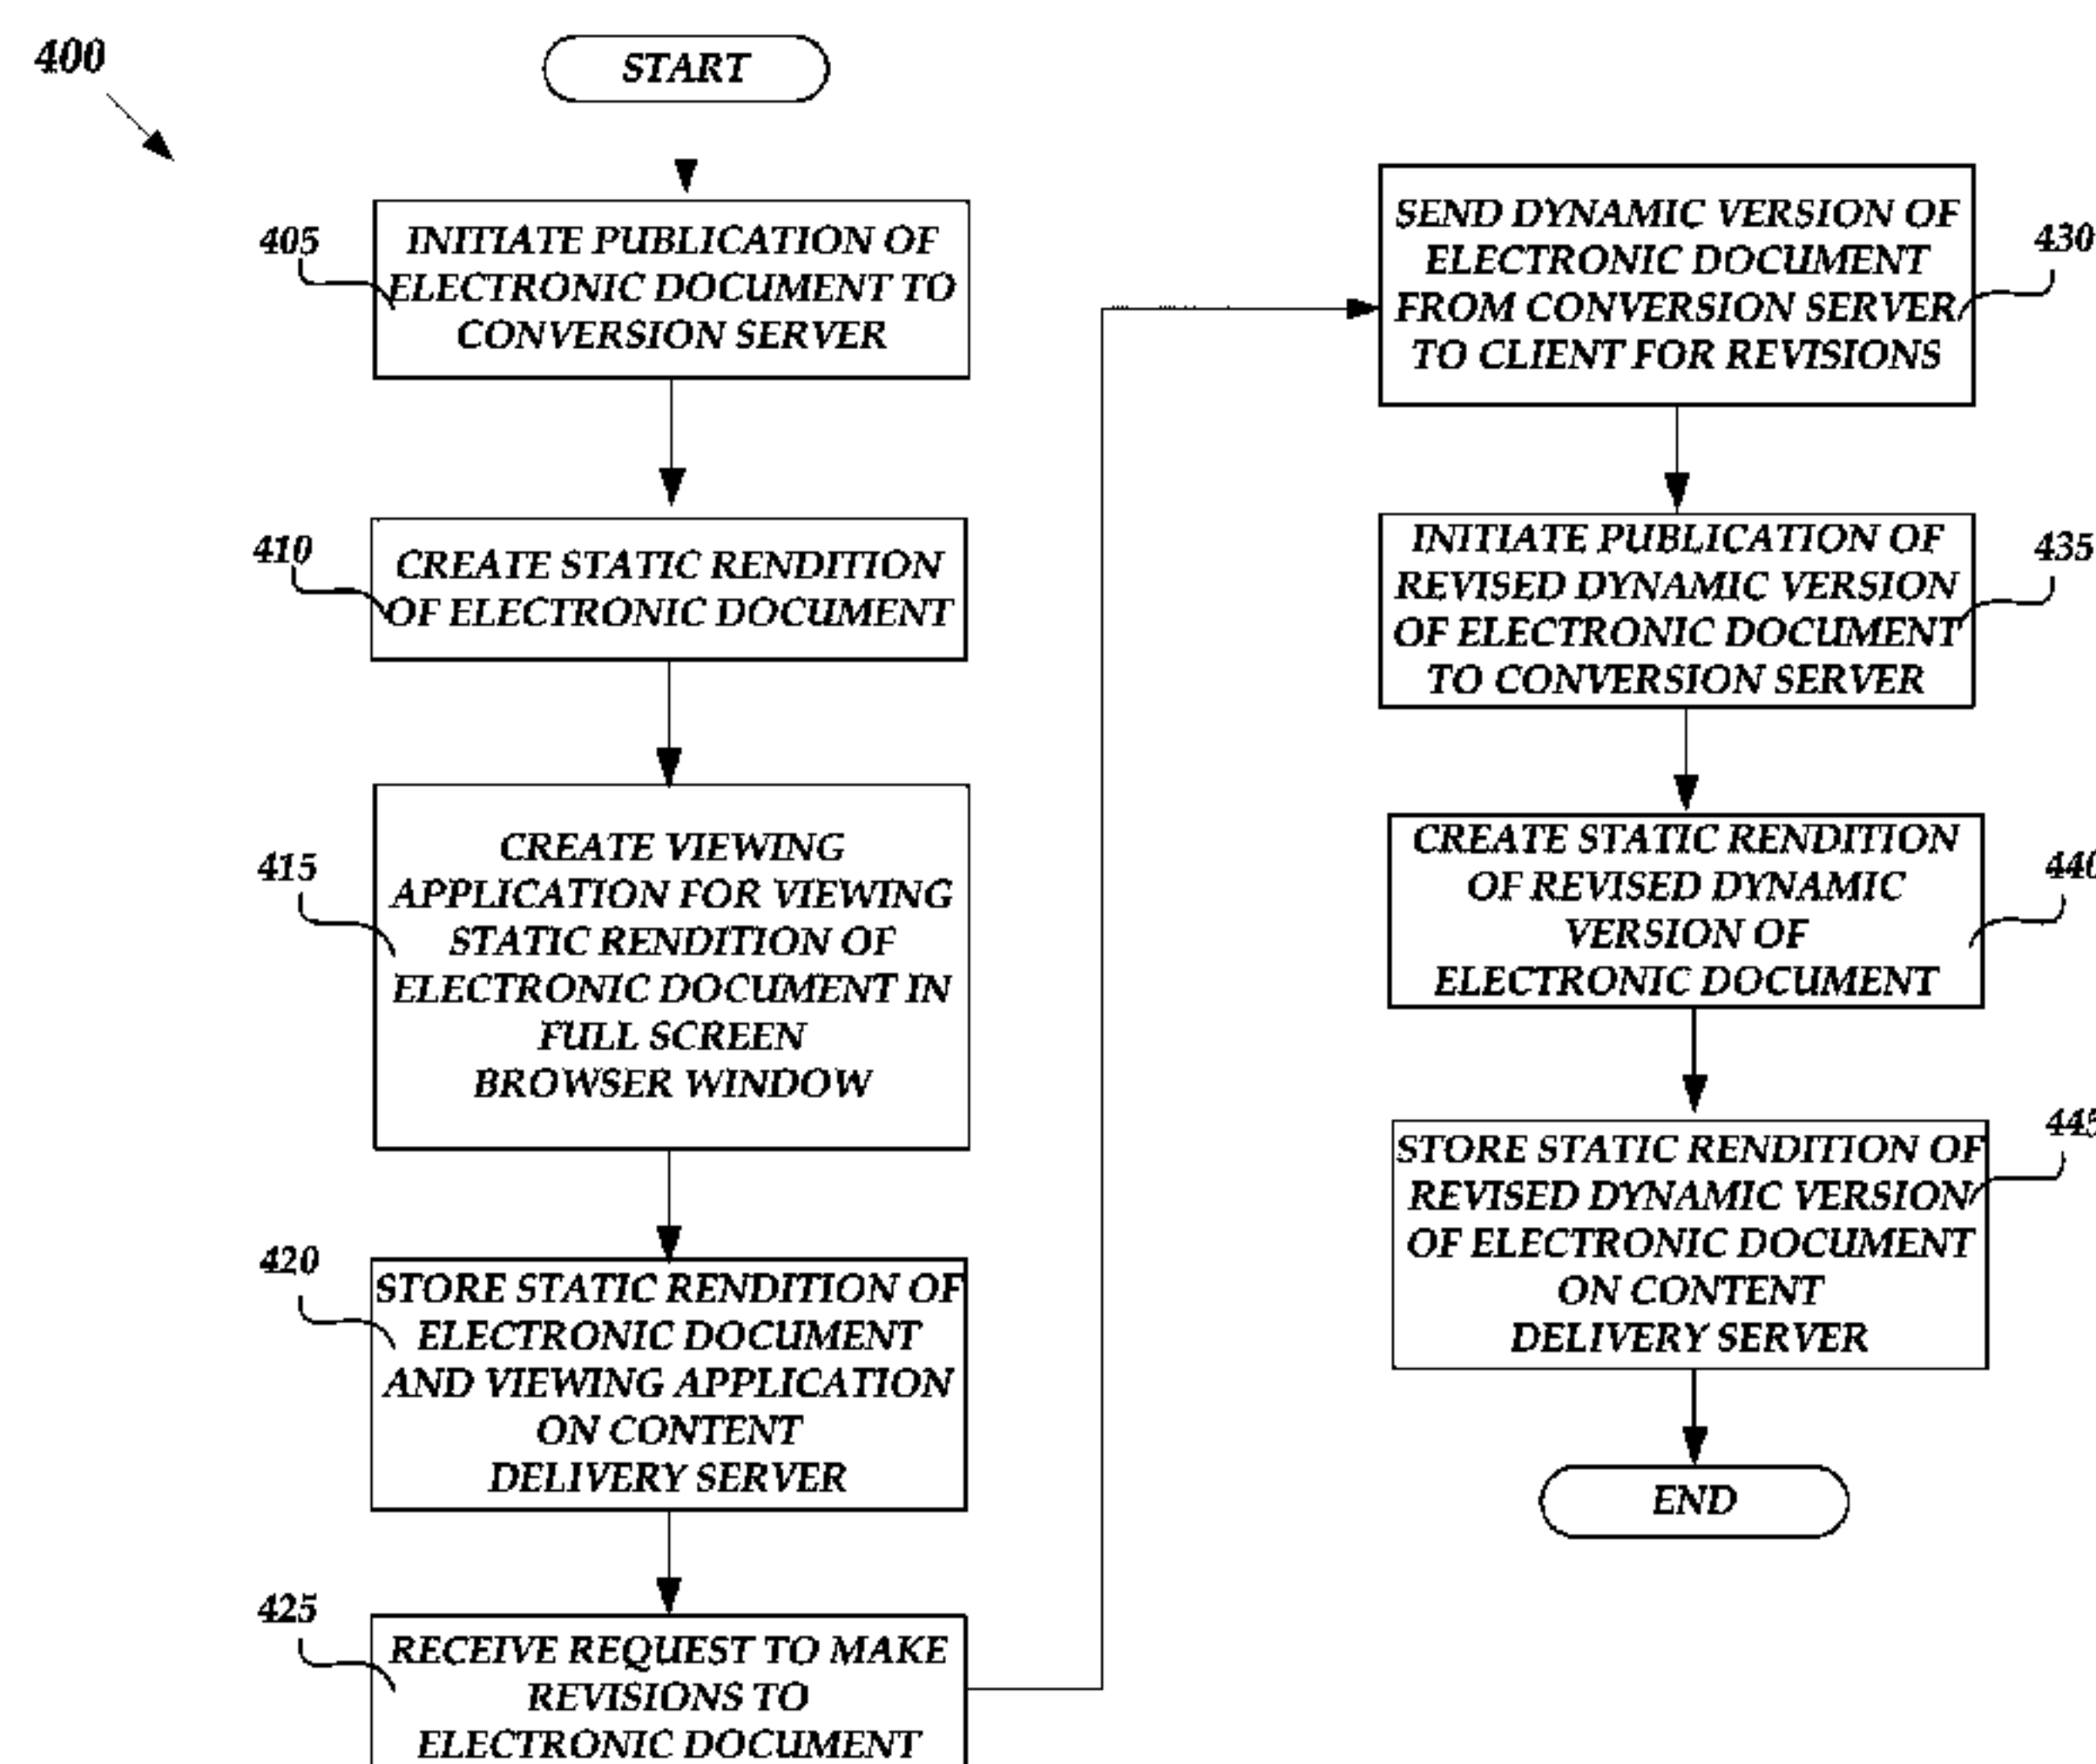 400
START
405
INITIATE PUBLICATION OF
ELECTRONIC DOCUMENT TO
CONVERSION SERVER
410
CREATE STATIC RENDITION
OF ELECTRONIC DOCUMENT
415
CREATE VIEWING
APPLICATION FOR VIEWING
STATIC RENDITION OF
ELECTRONIC DOCUMENT IN
FULL SCREEN
BROWSER WINDOW
420
STORE STATIC RENDITION OF
ELECTRONIC DOCUMENT
AND VIEWING APPLICATION
ON CONTENT
DELIVERY SERVER
425
RECEIVE REQUEST TO MAKE
REVISIONS TO
ELECTRONIC DOCUMENT
SEND DYNAMIC VERSION OF
ELECTRONIC DOCUMENT
FROM CONVERSION SERVER
TO CLIENT FOR REVISIONS
430
INITIATE PUBLICATION OF
REVISED DYNAMIC VERSION
OF ELECTRONIC DOCUMENT
TO CONVERSION SERVER
435
CREATE STATIC RENDITION
OF REVISED DYNAMIC
VERSION OF
ELECTRONIC DOCUMENT
440
STORE STATIC RENDITION OF
REVISED DYNAMIC VERSION
OF ELECTRONIC DOCUMENT
ON CONTENT
DELIVERY SERVER
445
END